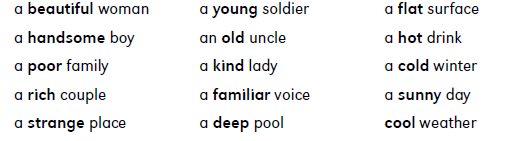 a beautiful woman
a handsome boy
a poor family
a rich couple
a strange place
a young soldier
an old uncle
a kind lady
a familiar voice
a deep pool
a flat surface
a hot drink
a cold winter
a sunny day
cool weather